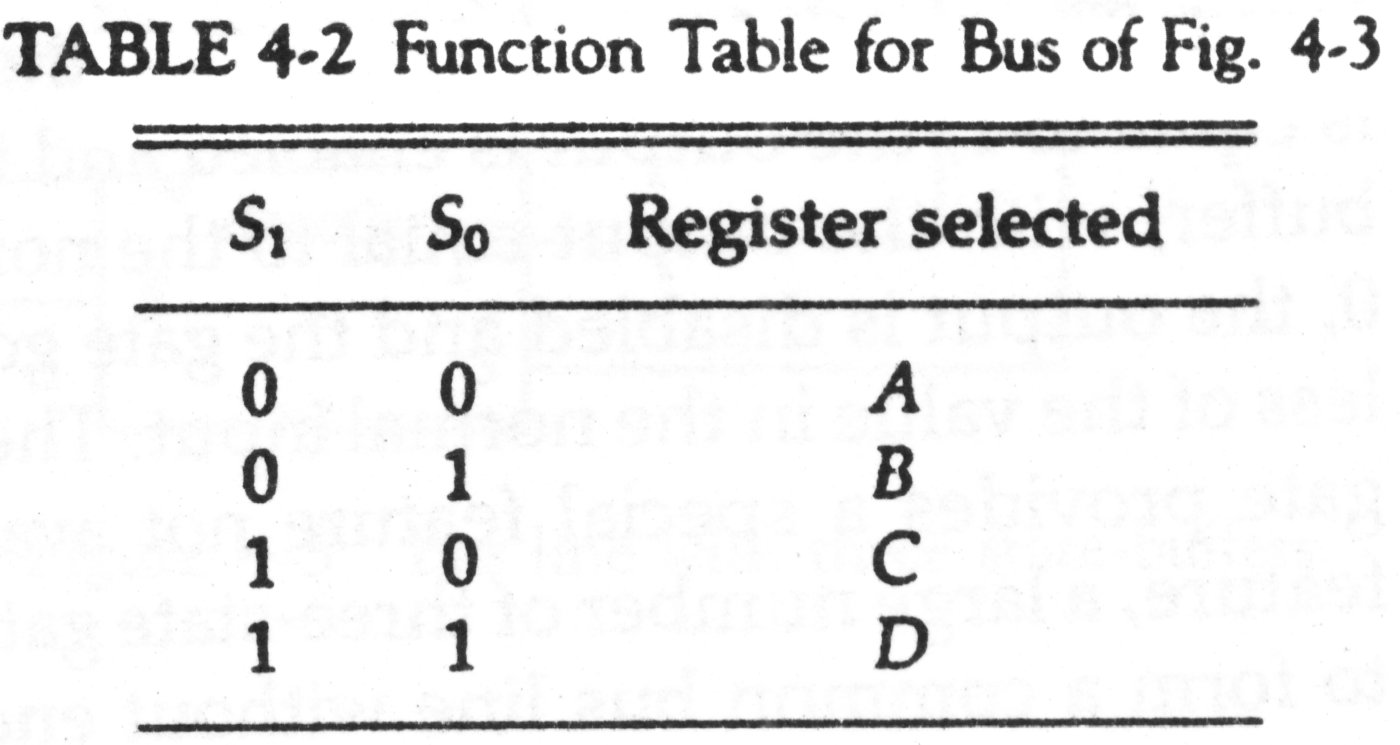 TABLE 4-2 Function Table for Bus of Fig. 4-3
S₁ S₀ Register selected
0 0 A
0 1 B
1 0 C
1 1 D